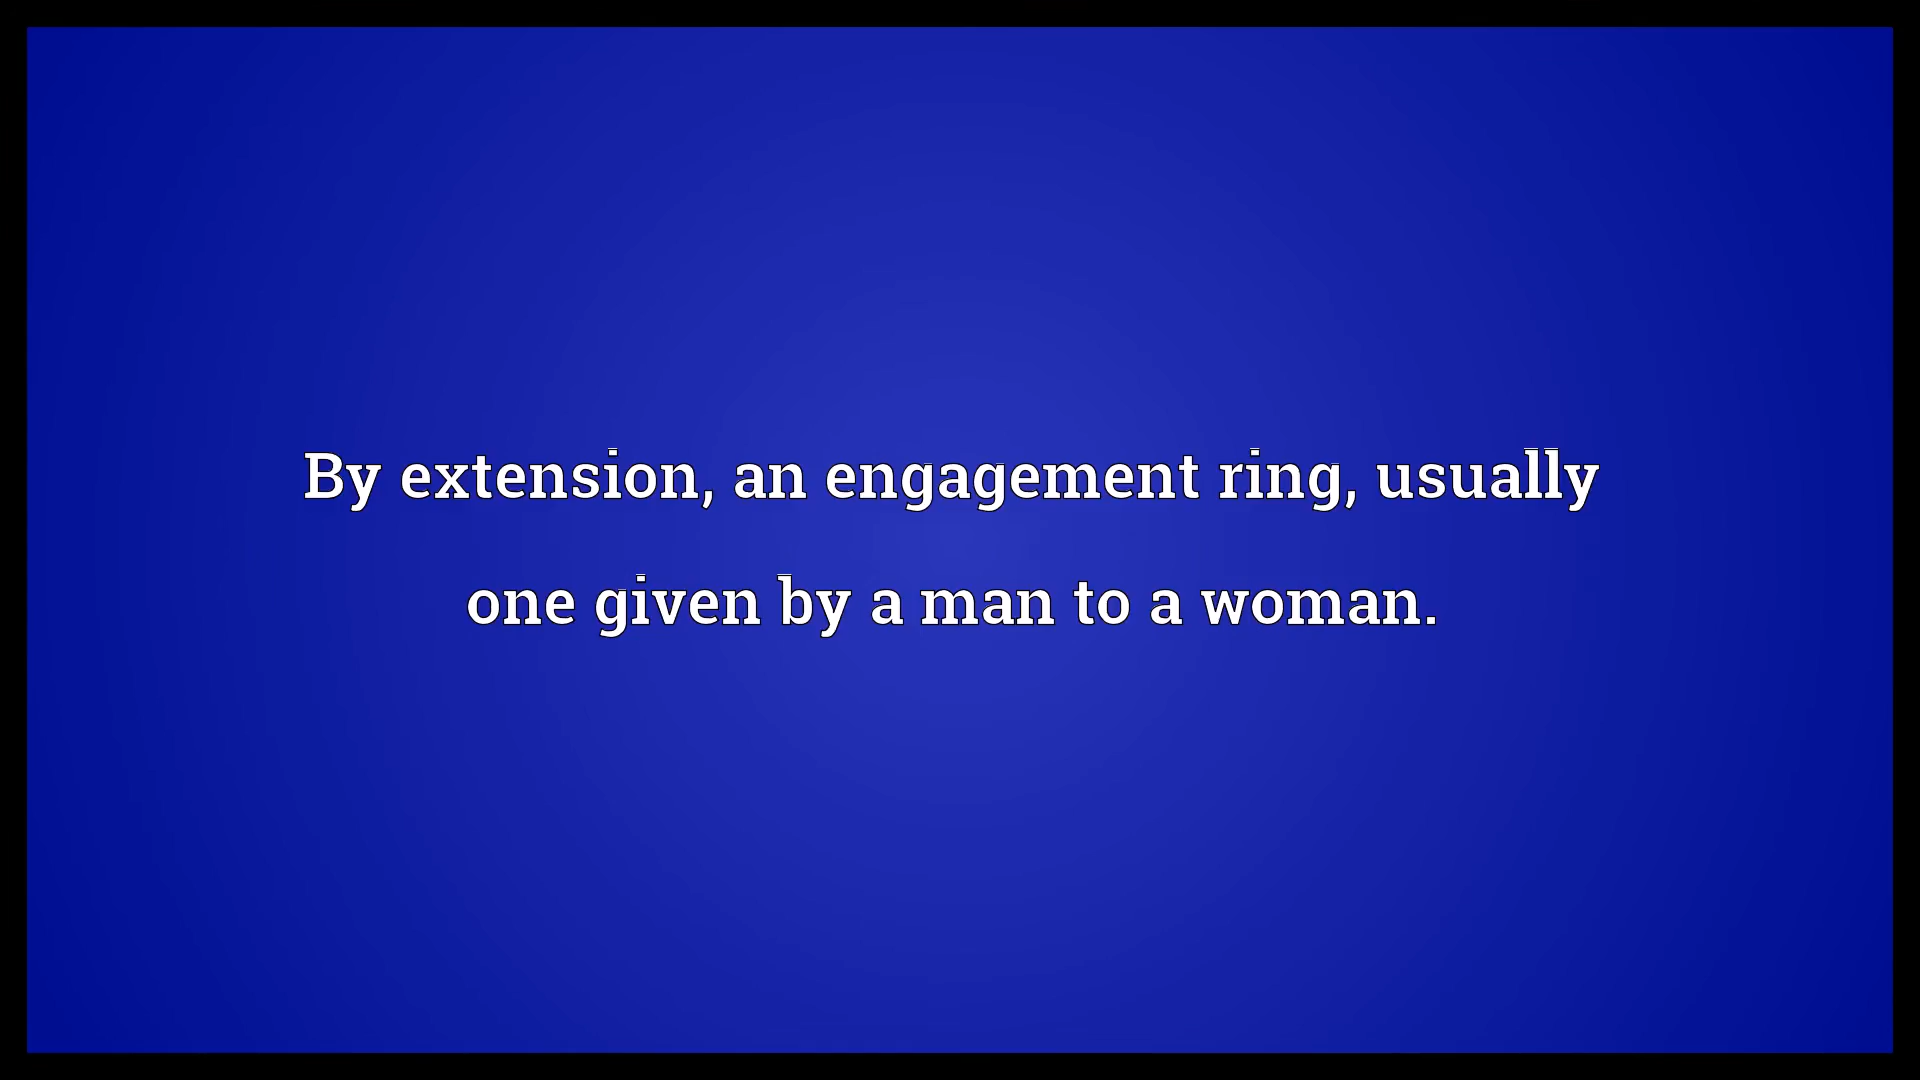 By extension, an engagement ring, usually
one given by a man to a woman.